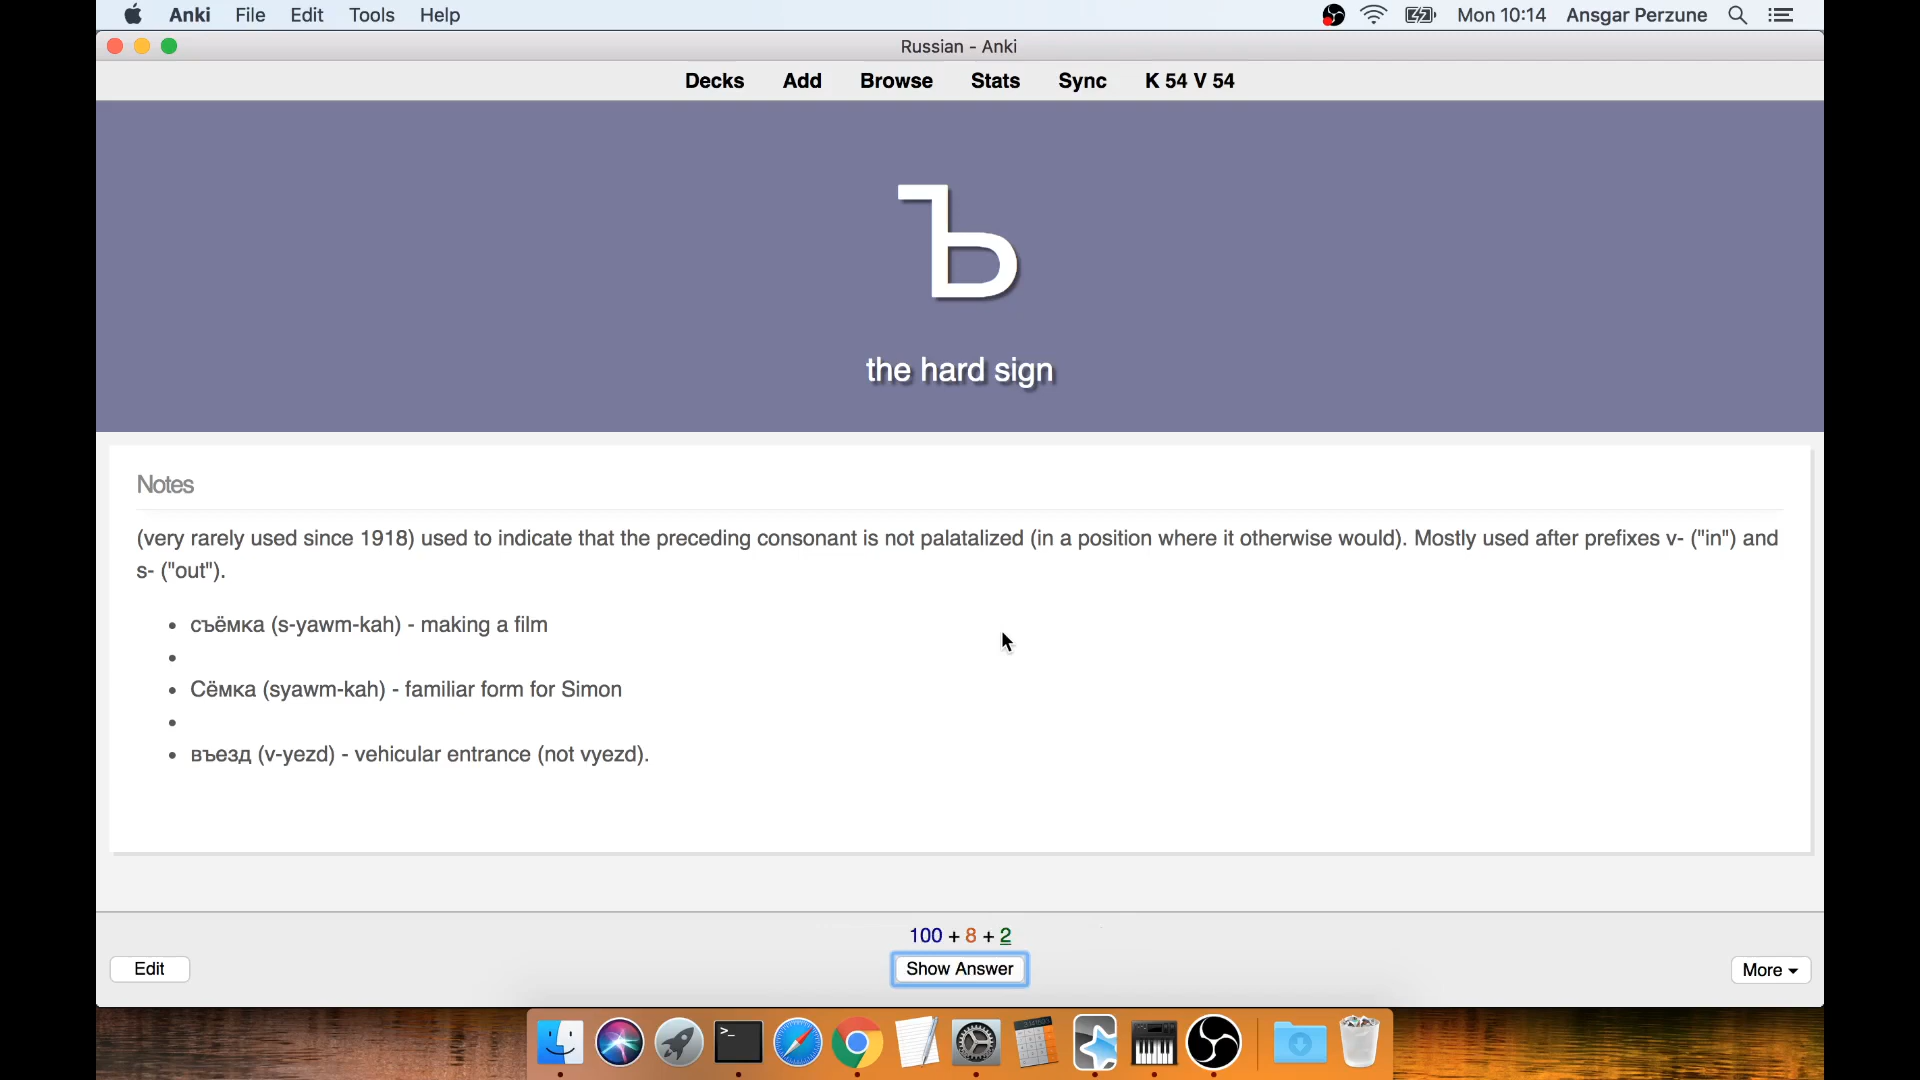 Anki File Edit Tools Help Mon 10:14 Ansgar Perzune
Russian - Anki
Decks Add Browse Stats Sync K 54 V 54
Ъ
the hard sign
Notes
(very rarely used since 1918) used to indicate that the preceding consonant is not palatalized (in a position where it otherwise would). Mostly used after prefixes v- ("in") and
s- ("out").
• съёмка (s-yawm-kah) - making a film
•
• Сёмка (syawm-kah) - familiar form for Simon
•
• въезд (v-yezd) - vehicular entrance (not vyezd).
100 + 8 + 2
Edit Show Answer More